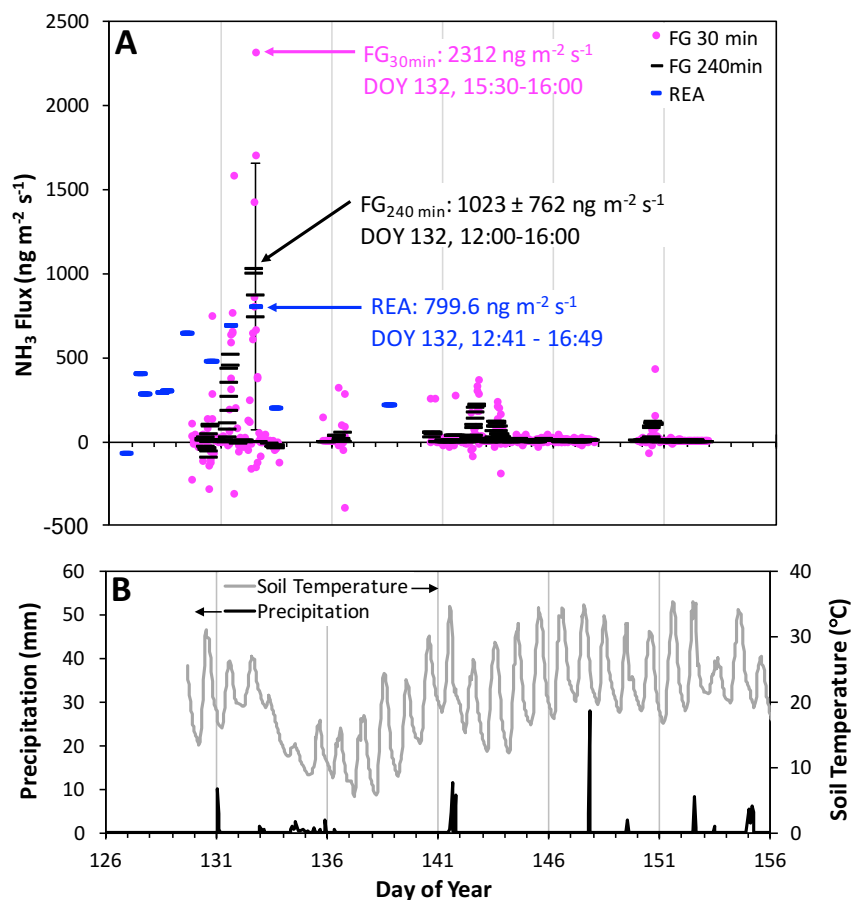 A
FG30min: 2312 ng m-2 s-1
DOY 132, 15:30-16:00
FG 30 min
FG 240min
REA
FG240 min: 1023 ± 762 ng m-2 s-1
DOY 132, 12:00-16:00
REA: 799.6 ng m-2 s-1
DOY 132, 12:41 - 16:49
NH3 Flux (ng m-2 s-1)
2500
2000
1500
1000
500
0
-500
B
Soil Temperature
Precipitation
Precipitation (mm)
60
50
40
30
20
10
0
40
30
20
10
0
Soil Temperature (°C)
126 131 136 141 146 151 156
Day of Year